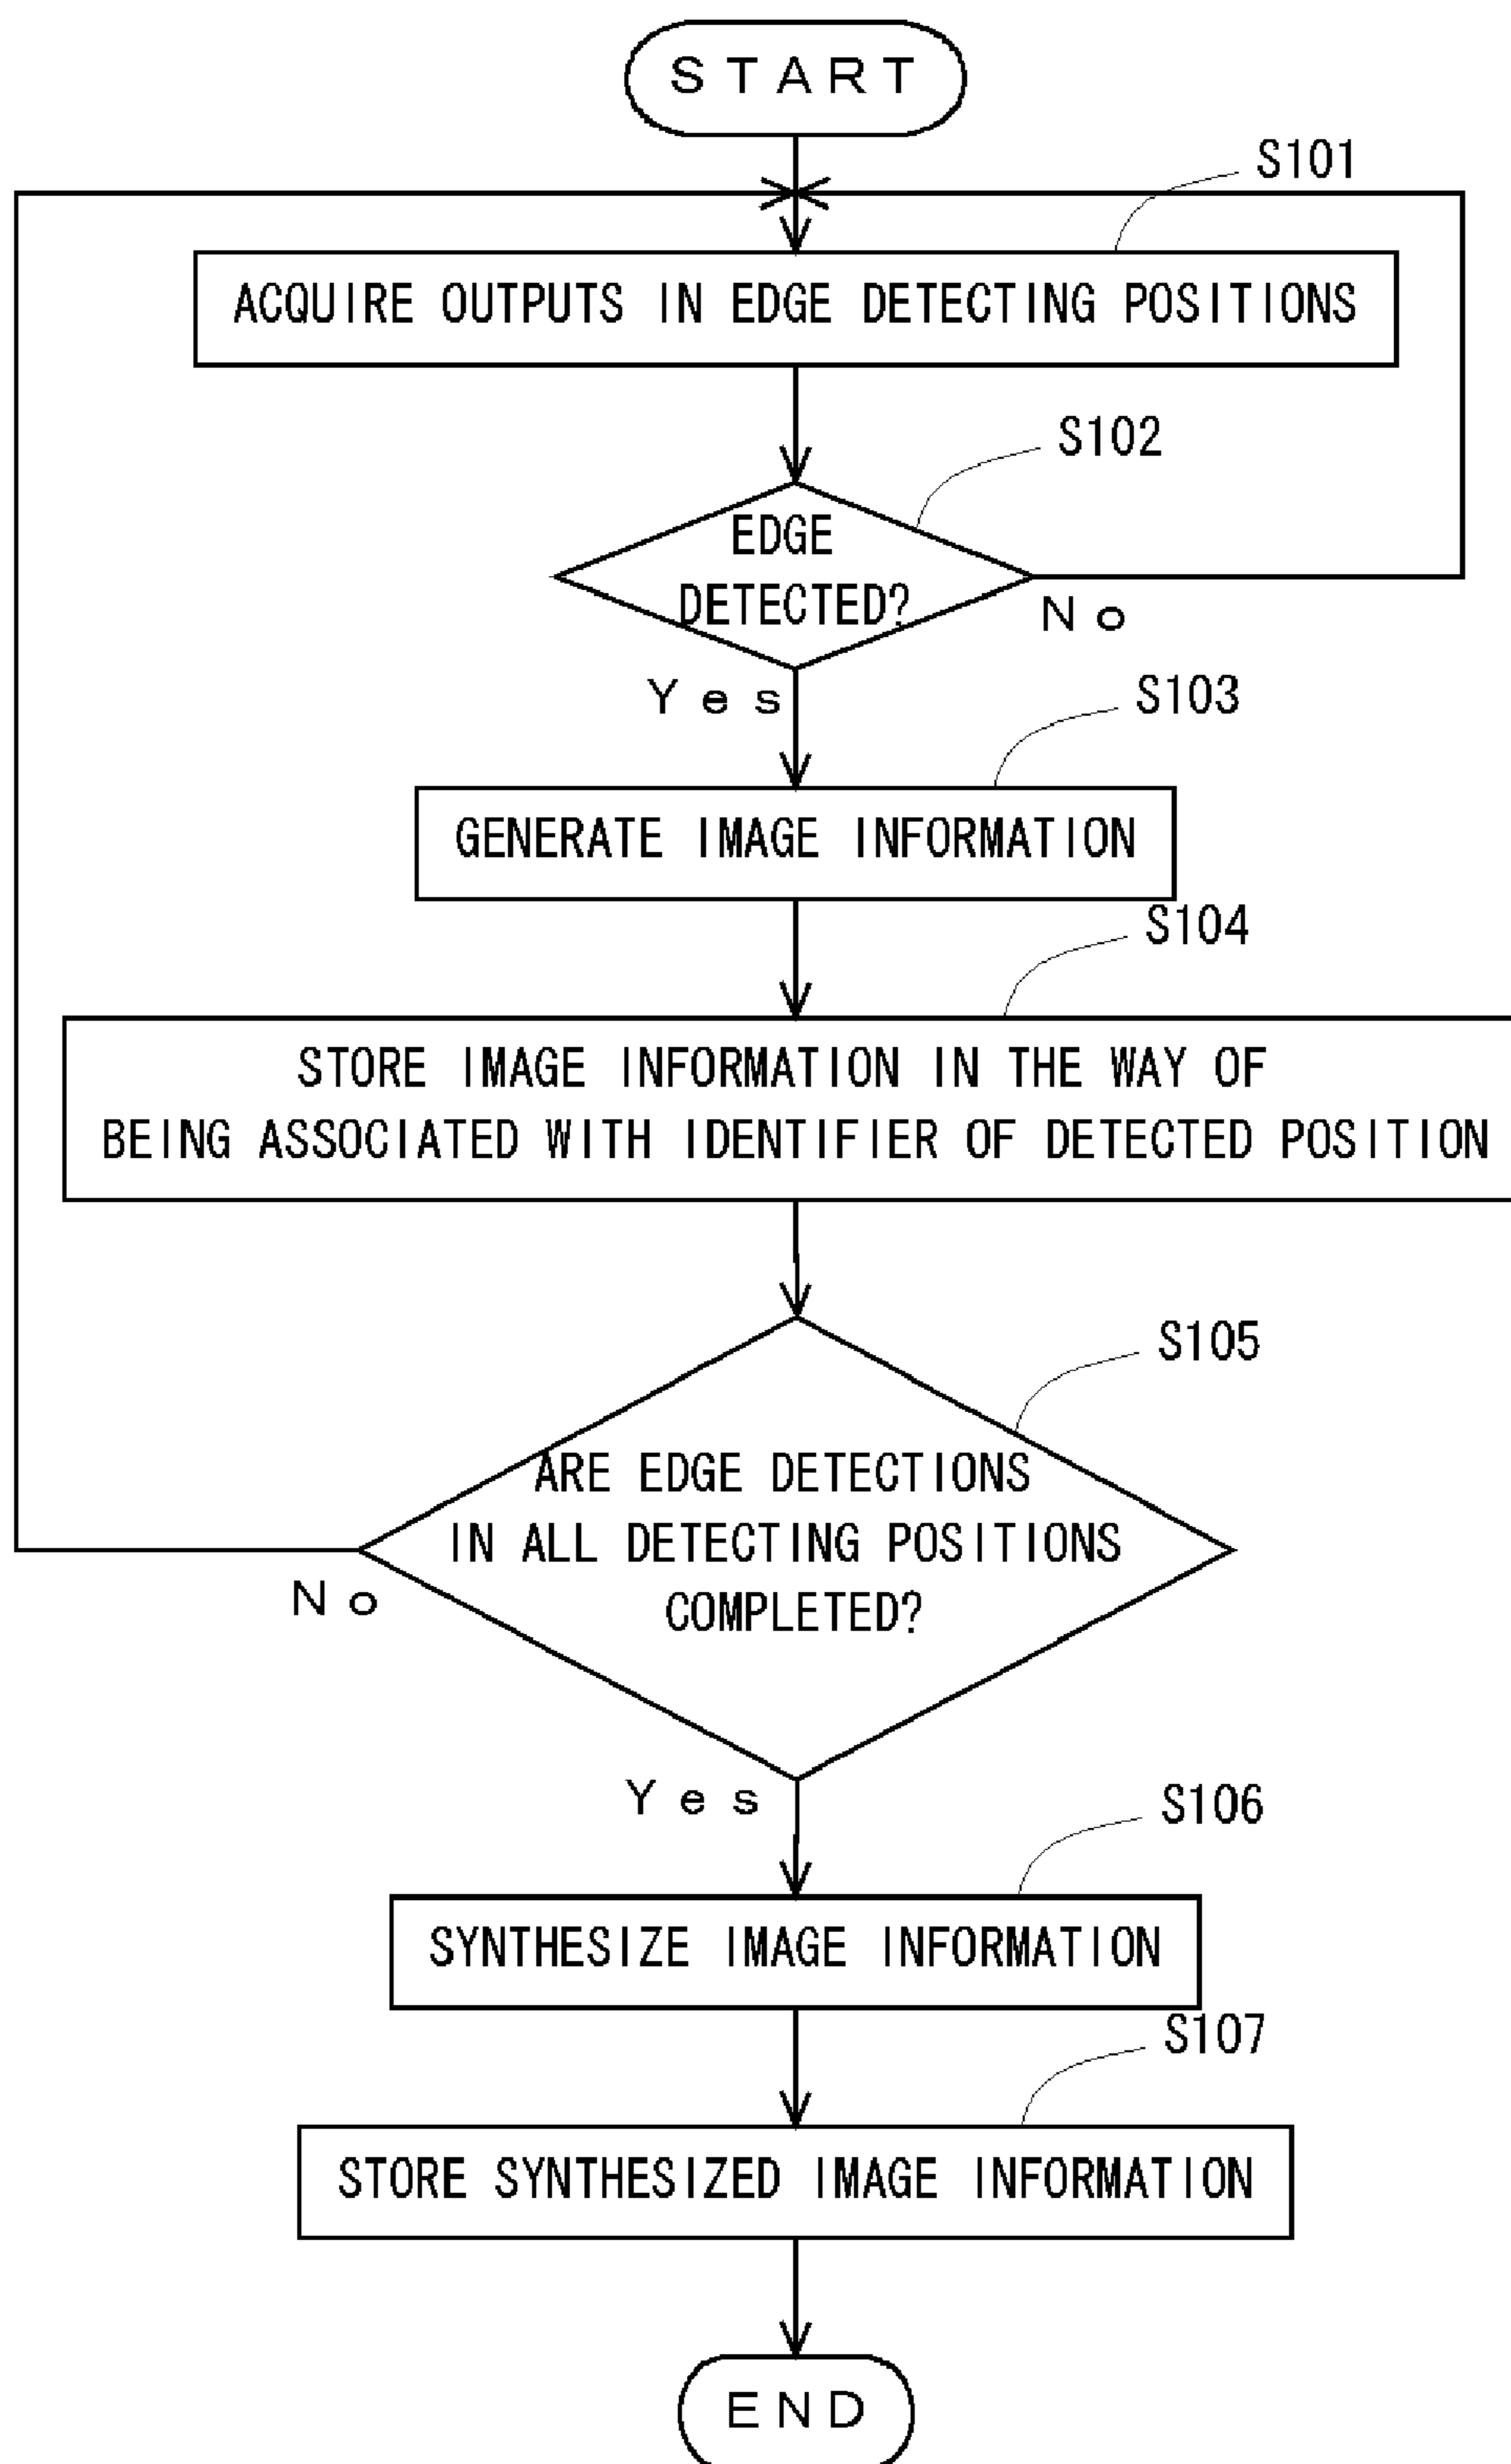 START
S101
ACQUIRE OUTPUTS IN EDGE DETECTING POSITIONS
S102
EDGE
DETECTED?
No
Yes
S103
GENERATE IMAGE INFORMATION
S104
STORE IMAGE INFORMATION IN THE WAY OF
BEING ASSOCIATED WITH IDENTIFIER OF DETECTED POSITION
S105
ARE EDGE DETECTIONS
IN ALL DETECTING POSITIONS
COMPLETED?
No
Yes
S106
SYNTHESIZE IMAGE INFORMATION
S107
STORE SYNTHESIZED IMAGE INFORMATION
END